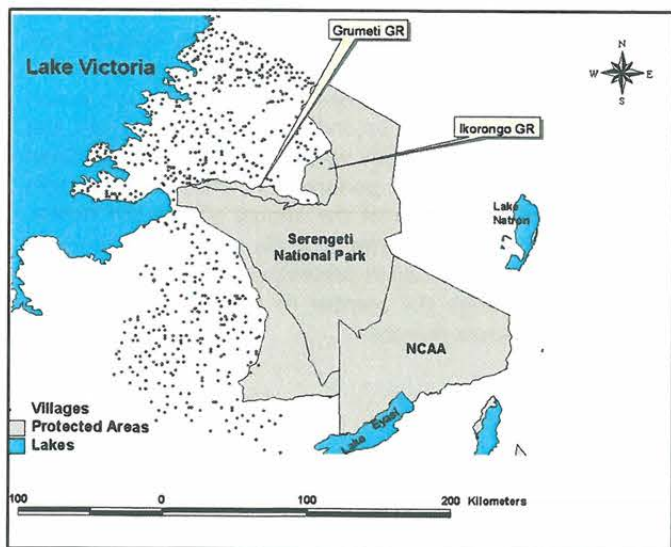 Grumeti GR
Lake Victoria
N
W E
S
Ikorongo GR
Lake
Natron
Serengeti
National Park
NCAA
Villages
Protected Areas
Lakes
Lake Eyasi
100 0 100 200 Kilometers